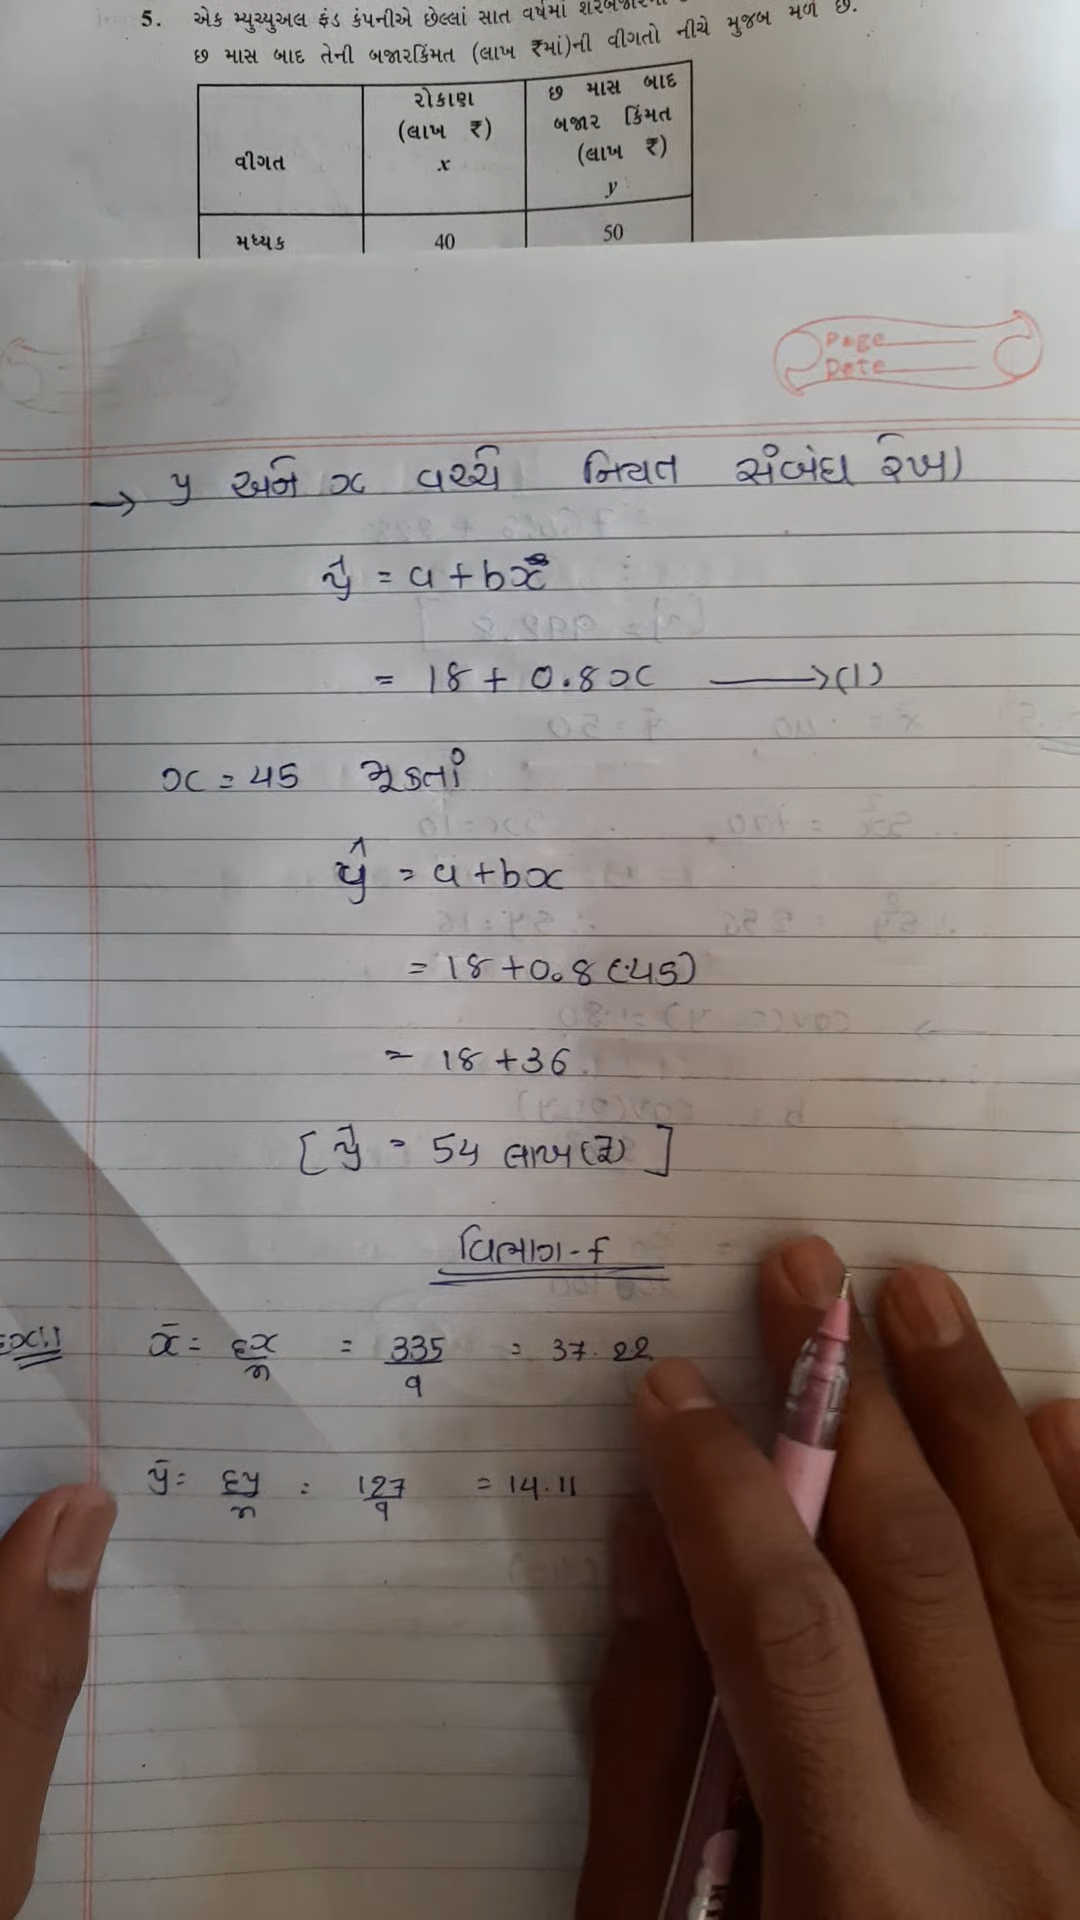 5. એક મ્યુચ્યુઅલ ફંડ કંપનીએ છેલ્લાં સાત વર્ષમાં
છ માસ બાદ તેની બજારકિંમત (લાખ ₹માં)ની વીગતો નીચે મુજબ મળે છે.
વીગત
રોકાણ
(લાખ ₹)
x
છ માસ બાદ
બજાર કિંમત
(લાખ ₹)
y
મધ્યક 40 50
Page
Date
→ y અને x વચ્ચે નિયત સંબંધ રેખા
ŷ = a + bx
= 18 + 0.8x ⟶ (1)
x = 45 મૂકતાં
ŷ = a + bx
= 18 + 0.8 (45)
= 18 + 36
[ ŷ = 54 લાખ (₹) ]
વિભાગ-f
x̄ = Σx/n = 335/9 = 37.22
ȳ = Σy/n = 127/9 = 14.11